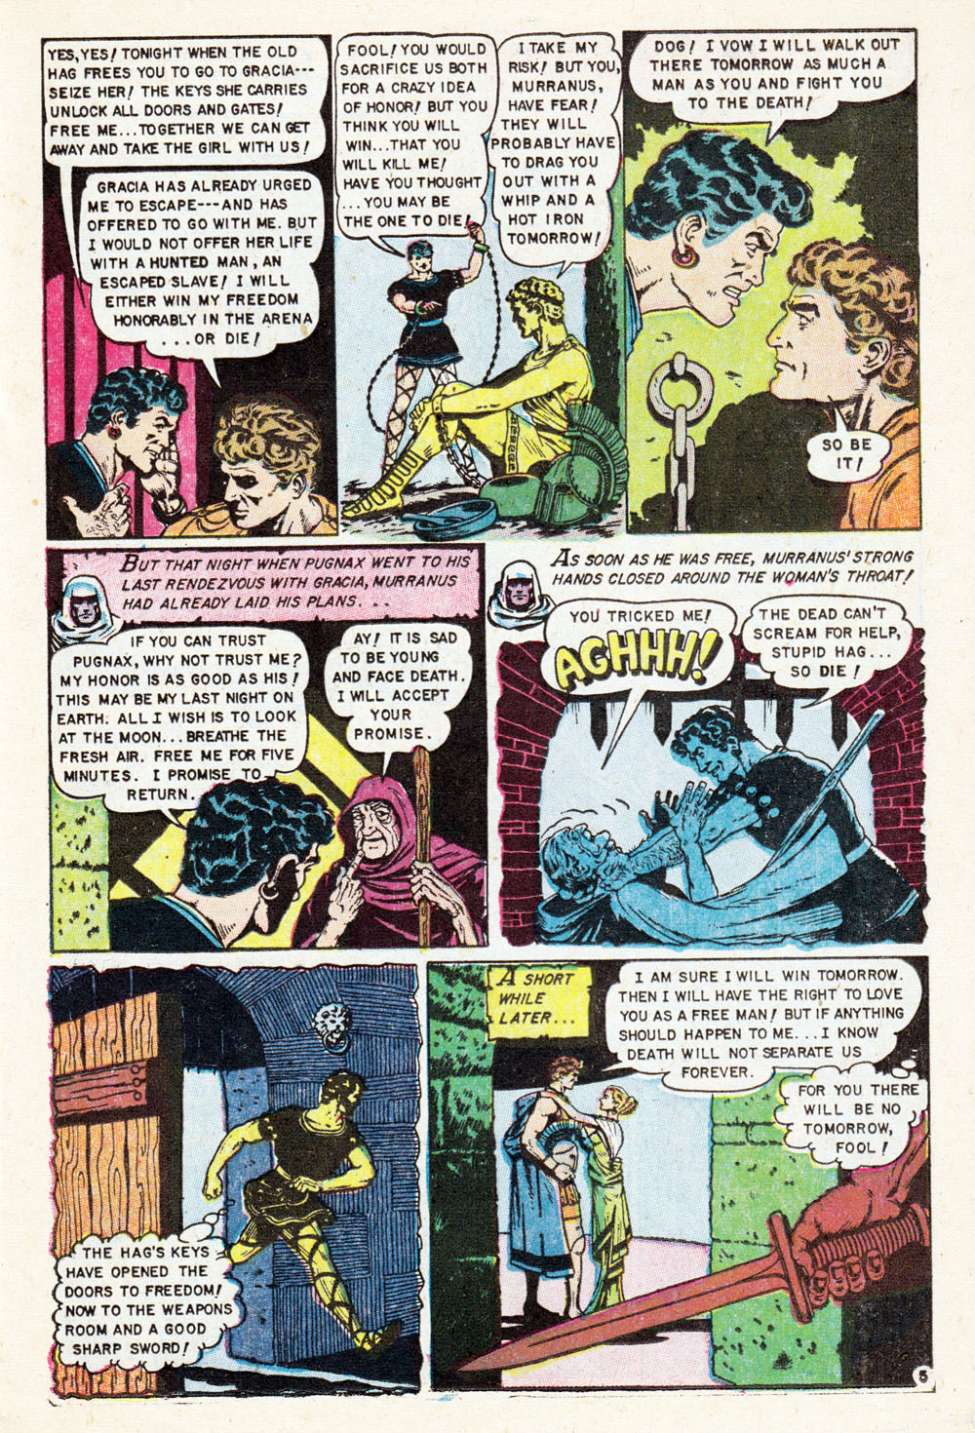 YES, YES! TONIGHT WHEN THE OLD
HAG FREES YOU TO GO TO GRACIA---
SEIZE HER! THE KEYS SHE CARRIES
UNLOCK ALL DOORS AND GATES!
FREE ME...TOGETHER WE CAN GET
AWAY AND TAKE THE GIRL WITH US!
GRACIA HAS ALREADY URGED
ME TO ESCAPE---AND HAS
OFFERED TO GO WITH ME. BUT
I WOULD NOT OFFER HER LIFE
WITH A HUNTED MAN, AN
ESCAPED SLAVE! I WILL
EITHER WIN MY FREEDOM
HONORABLY IN THE ARENA
...OR DIE!
FOOL! YOU WOULD
SACRIFICE US BOTH
FOR A CRAZY IDEA
OF HONOR! BUT YOU
THINK YOU WILL
WIN...THAT YOU
WILL KILL ME!
HAVE YOU THOUGHT
...YOU MAY BE
THE ONE TO DIE!
I TAKE MY
RISK! BUT YOU,
MURRANUS,
HAVE FEAR!
THEY WILL
PROBABLY HAVE
TO DRAG YOU
OUT WITH A
WHIP AND A
HOT IRON
TOMORROW!
DOG! I VOW I WILL WALK OUT
THERE TOMORROW AS MUCH A
MAN AS YOU AND FIGHT YOU
TO THE DEATH!
SO BE
IT!
BUT THAT NIGHT WHEN PUGNAX WENT TO HIS
LAST RENDEZVOUS WITH GRACIA, MURRANUS
HAD ALREADY LAID HIS PLANS...
IF YOU CAN TRUST
PUGNAX, WHY NOT TRUST ME?
MY HONOR IS AS GOOD AS HIS!
THIS MAY BE MY LAST NIGHT ON
EARTH. ALL I WISH IS TO LOOK
AT THE MOON...BREATHE THE
FRESH AIR. FREE ME FOR FIVE
MINUTES. I PROMISE TO
RETURN.
AY! IT IS SAD
TO BE YOUNG
AND FACE DEATH.
I WILL ACCEPT
YOUR
PROMISE.
AS SOON AS HE WAS FREE, MURRANUS' STRONG
HANDS CLOSED AROUND THE WOMAN'S THROAT!
YOU TRICKED ME!
AGHHH!
THE DEAD CAN'T
SCREAM FOR HELP,
STUPID HAG...
SO DIE!
THE HAG'S KEYS
HAVE OPENED THE
DOORS TO FREEDOM!
NOW TO THE WEAPONS
ROOM AND A GOOD
SHARP SWORD!
A SHORT
WHILE
LATER...
I AM SURE I WILL WIN TOMORROW.
THEN I WILL HAVE THE RIGHT TO LOVE
YOU AS A FREE MAN! BUT IF ANYTHING
SHOULD HAPPEN TO ME...I KNOW
DEATH WILL NOT SEPARATE US
FOREVER.
FOR YOU THERE
WILL BE NO
TOMORROW,
FOOL!
5